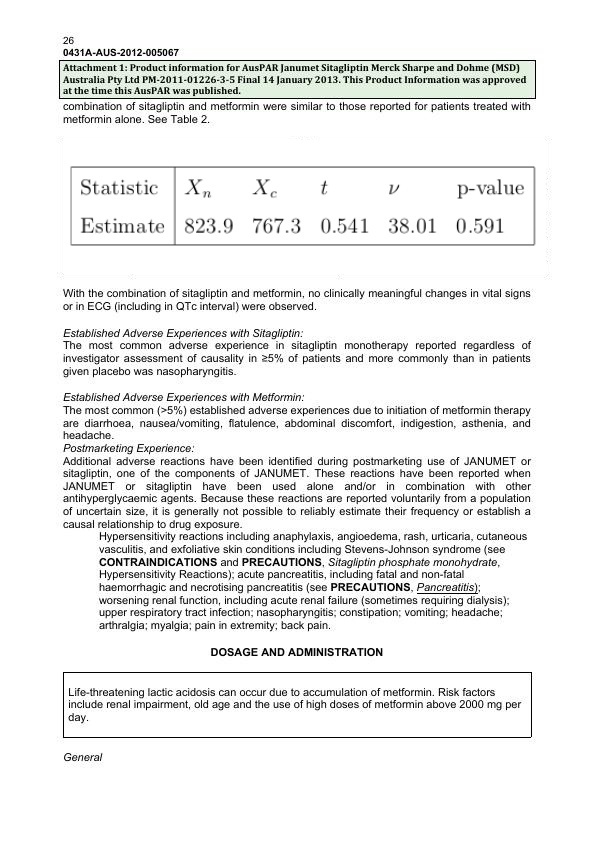 26
0431A-AUS-2012-005067
Attachment 1: Product information for AusPAR Janumet Sitagliptin Merck Sharpe and Dohme (MSD)
Australia Pty Ltd PM-2011-01226-3-5 Final 14 January 2013. This Product Information was approved
at the time this AusPAR was published.
combination of sitagliptin and metformin were similar to those reported for patients treated with
metformin alone. See Table 2.
Statistic Xn Xc t ν p-value
Estimate 823.9 767.3 0.541 38.01 0.591
With the combination of sitagliptin and metformin, no clinically meaningful changes in vital signs
or in ECG (including in QTc interval) were observed.
Established Adverse Experiences with Sitagliptin:
The most common adverse experience in sitagliptin monotherapy reported regardless of
investigator assessment of causality in ≥5% of patients and more commonly than in patients
given placebo was nasopharyngitis.
Established Adverse Experiences with Metformin:
The most common (>5%) established adverse experiences due to initiation of metformin therapy
are diarrhoea, nausea/vomiting, flatulence, abdominal discomfort, indigestion, asthenia, and
headache.
Postmarketing Experience:
Additional adverse reactions have been identified during postmarketing use of JANUMET or
sitagliptin, one of the components of JANUMET. These reactions have been reported when
JANUMET or sitagliptin have been used alone and/or in combination with other
antihyperglycaemic agents. Because these reactions are reported voluntarily from a population
of uncertain size, it is generally not possible to reliably estimate their frequency or establish a
causal relationship to drug exposure.
Hypersensitivity reactions including anaphylaxis, angioedema, rash, urticaria, cutaneous
vasculitis, and exfoliative skin conditions including Stevens-Johnson syndrome (see
CONTRAINDICATIONS and PRECAUTIONS, Sitagliptin phosphate monohydrate,
Hypersensitivity Reactions); acute pancreatitis, including fatal and non-fatal
haemorrhagic and necrotising pancreatitis (see PRECAUTIONS, Pancreatitis);
worsening renal function, including acute renal failure (sometimes requiring dialysis);
upper respiratory tract infection; nasopharyngitis; constipation; vomiting; headache;
arthralgia; myalgia; pain in extremity; back pain.
DOSAGE AND ADMINISTRATION
Life-threatening lactic acidosis can occur due to accumulation of metformin. Risk factors
include renal impairment, old age and the use of high doses of metformin above 2000 mg per
day.
General